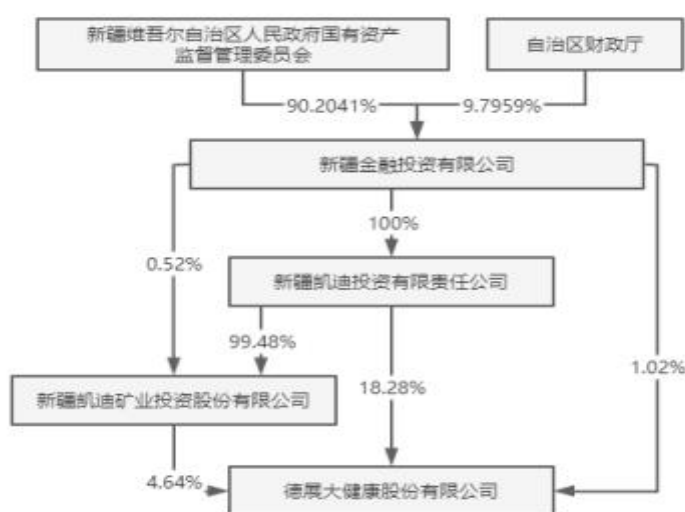 新疆维吾尔自治区人民政府国有资产
监督管理委员会
自治区财政厅
90.2041%
9.7959%
新疆金融投资有限公司
100%
0.52%
新疆凯迪投资有限责任公司
99.48%
1.02%
18.28%
新疆凯迪矿业投资股份有限公司
4.64%
德展大健康股份有限公司